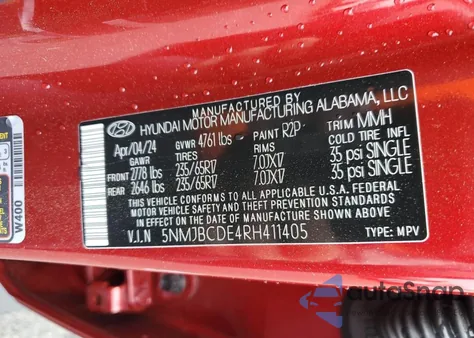 MANUFACTURED BY
HYUNDAI MOTOR MANUFACTURING ALABAMA, LLC
Apr/04/24 GVWR 4761 lbs PAINT R2P TRIM MMH
GAWR TIRES RIMS COLD INFL PRES
FRONT 2778 lbs 235/65R17 7.0JX17 35 psi SINGLE
REAR 2646 lbs 235/65R17 7.0JX17 35 psi SINGLE
THIS VEHICLE CONFORMS TO ALL APPLICABLE U.S.A. FEDERAL
MOTOR VEHICLE SAFETY AND THEFT PREVENTION STANDARDS
IN EFFECT ON THE DATE OF MANUFACTURE SHOWN ABOVE.
V.I.N 5NMJBCDE4RH411405 TYPE: MPV
W400
autoSnap